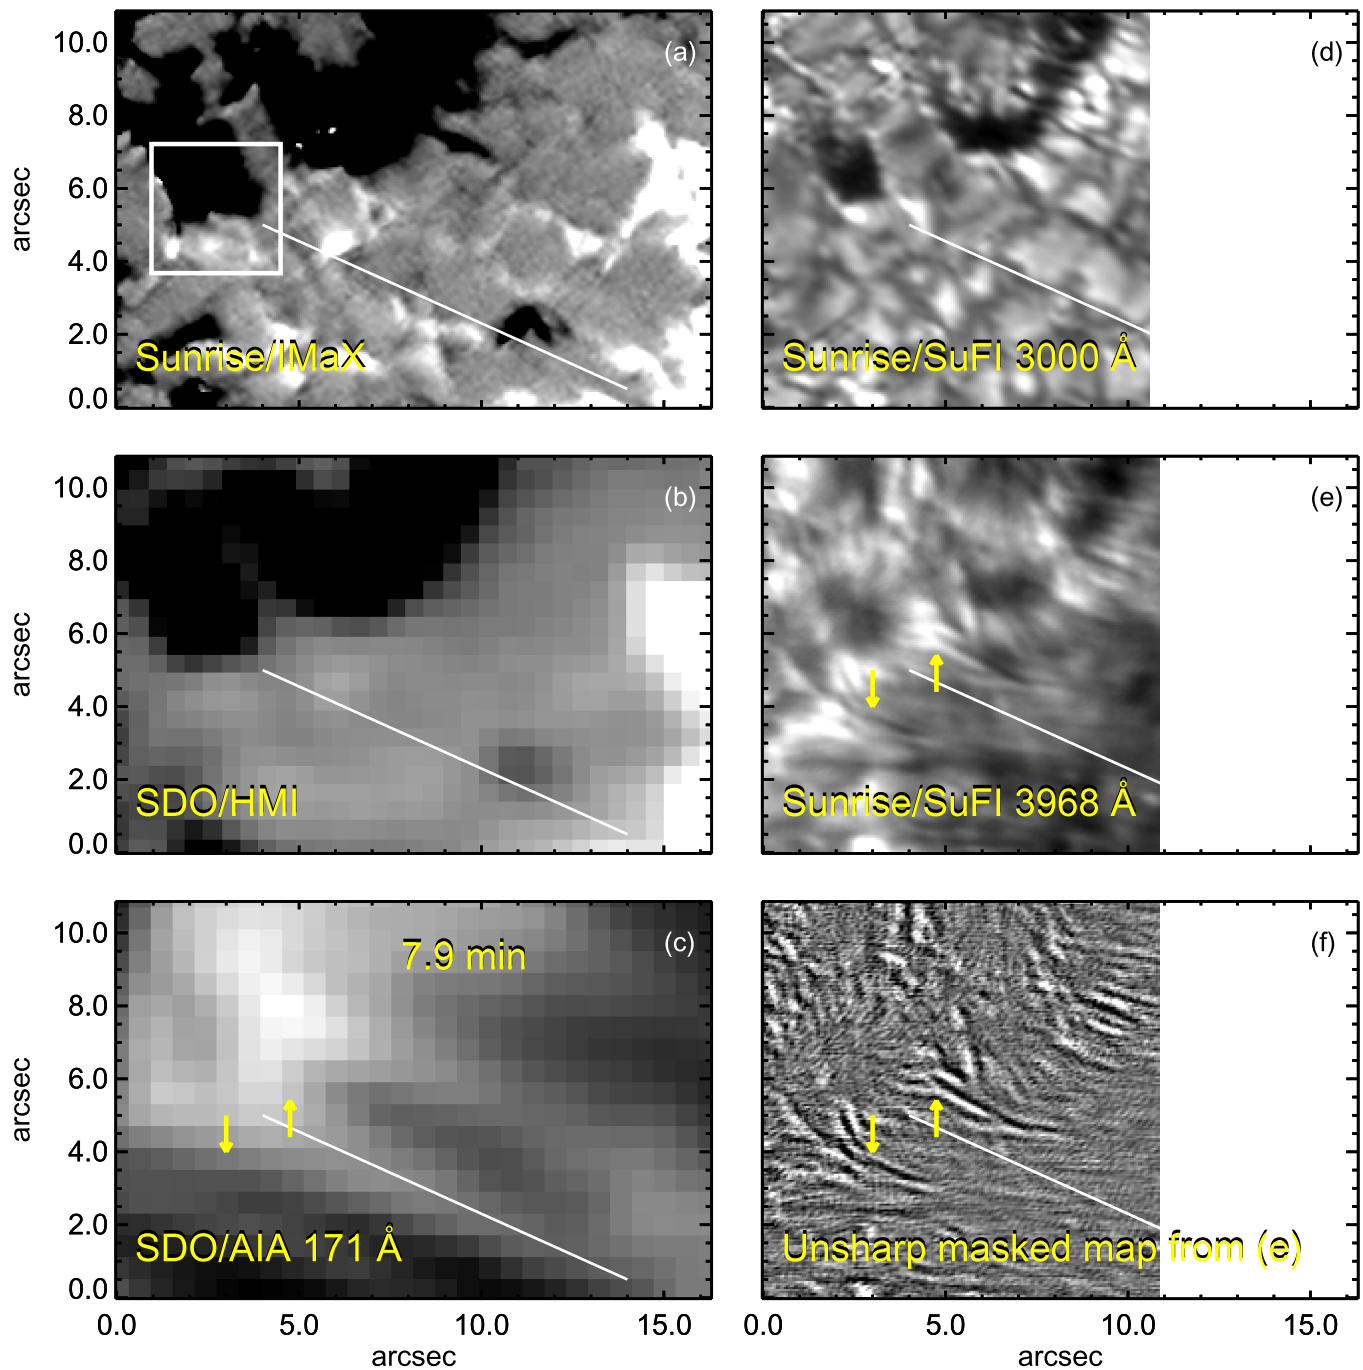 10.0
8.0
6.0
4.0
2.0
0.0
arcsec
(a)
Sunrise/IMaX
(d)
Sunrise/SuFI 3000 Å
10.0
8.0
6.0
4.0
2.0
0.0
arcsec
(b)
SDO/HMI
(e)
Sunrise/SuFI 3968 Å
10.0
8.0
6.0
4.0
2.0
0.0
arcsec
7.9 min
(c)
SDO/AIA 171 Å
(f)
Unsharp masked map from (e)
0.0 5.0 10.0 15.0
arcsec
0.0 5.0 10.0 15.0
arcsec